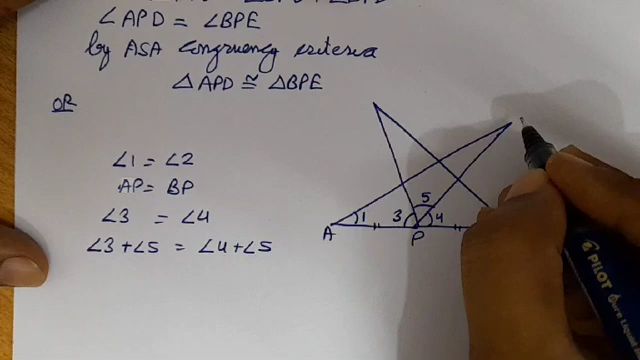 ∠APD = ∠BPE
by ASA congruency criteria
△APD ≅ △BPE
OR
∠1 = ∠2
AP = BP
∠3 = ∠4
∠3+∠5 = ∠4+∠5
A 1 3 5 4 P
PILOT